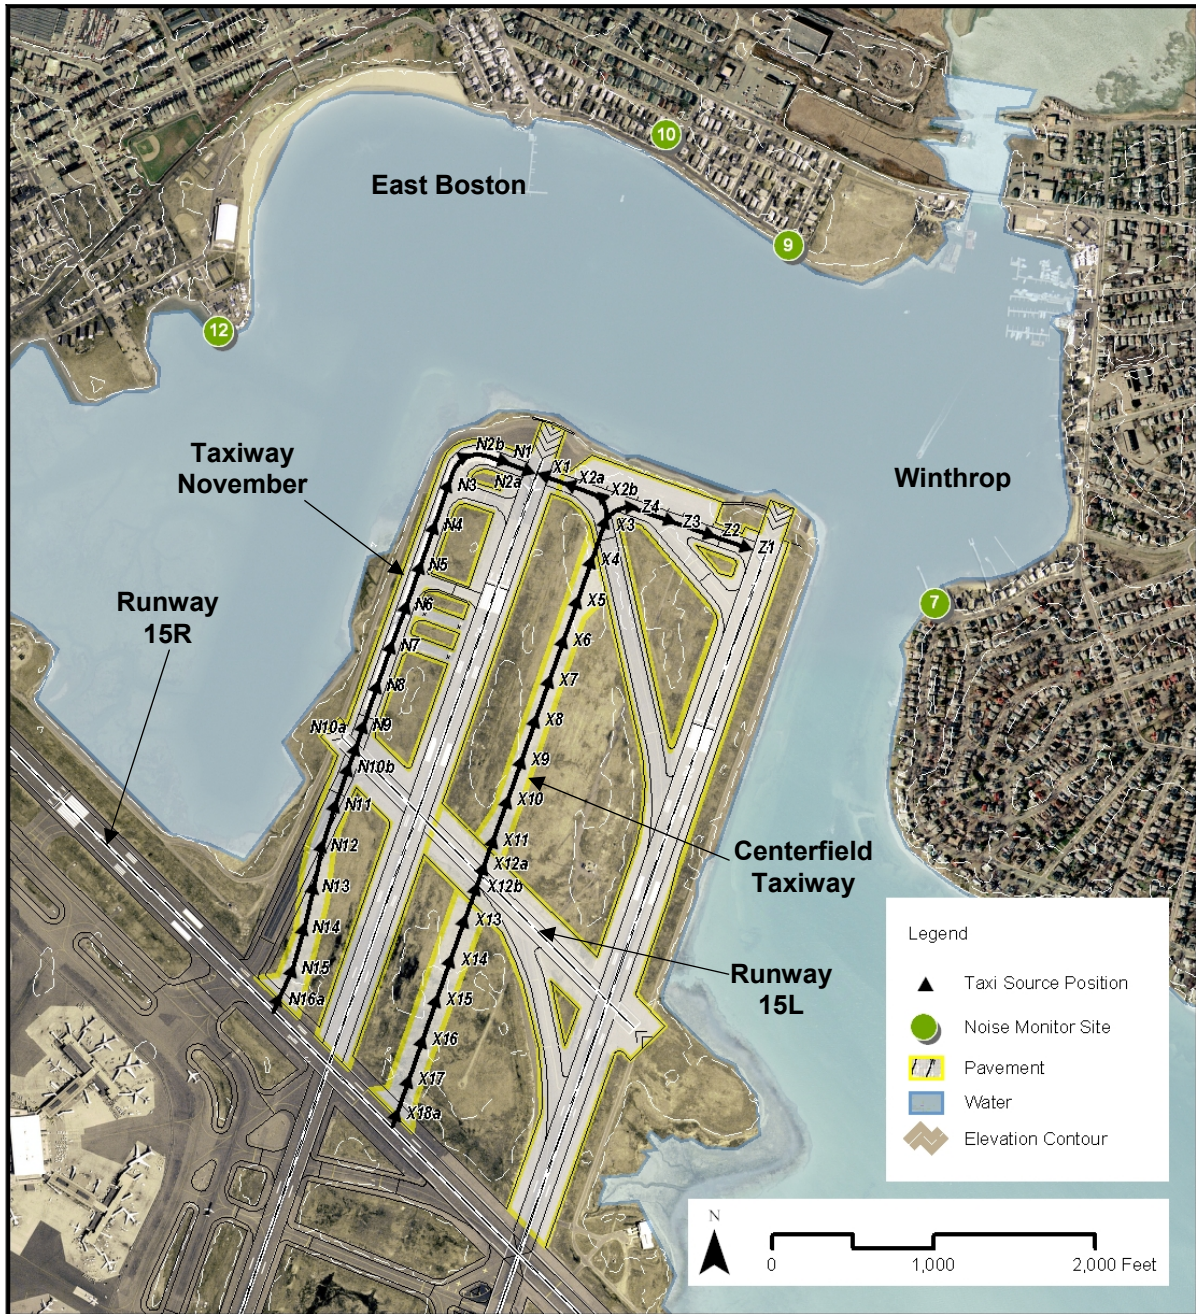 10
East Boston
9
12
N2b
N1
X1
Taxiway
November
N3
N2a
X2a
X2b
Winthrop
Z4
N4
X3
Z3
Z2
Z1
N5
X4
Runway
15R
N6
X5
7
N7
X6
N8
X7
N10a
N9
X8
N10b
X9
N11
X10
N12
X11
Centerfield
Taxiway
X12a
N13
X12b
N14
X13
N15
X14
Runway
15L
N16a
X15
X16
X17
X18a
Legend
Taxi Source Position
Noise Monitor Site
Pavement
Water
Elevation Contour
N
0
1,000
2,000 Feet